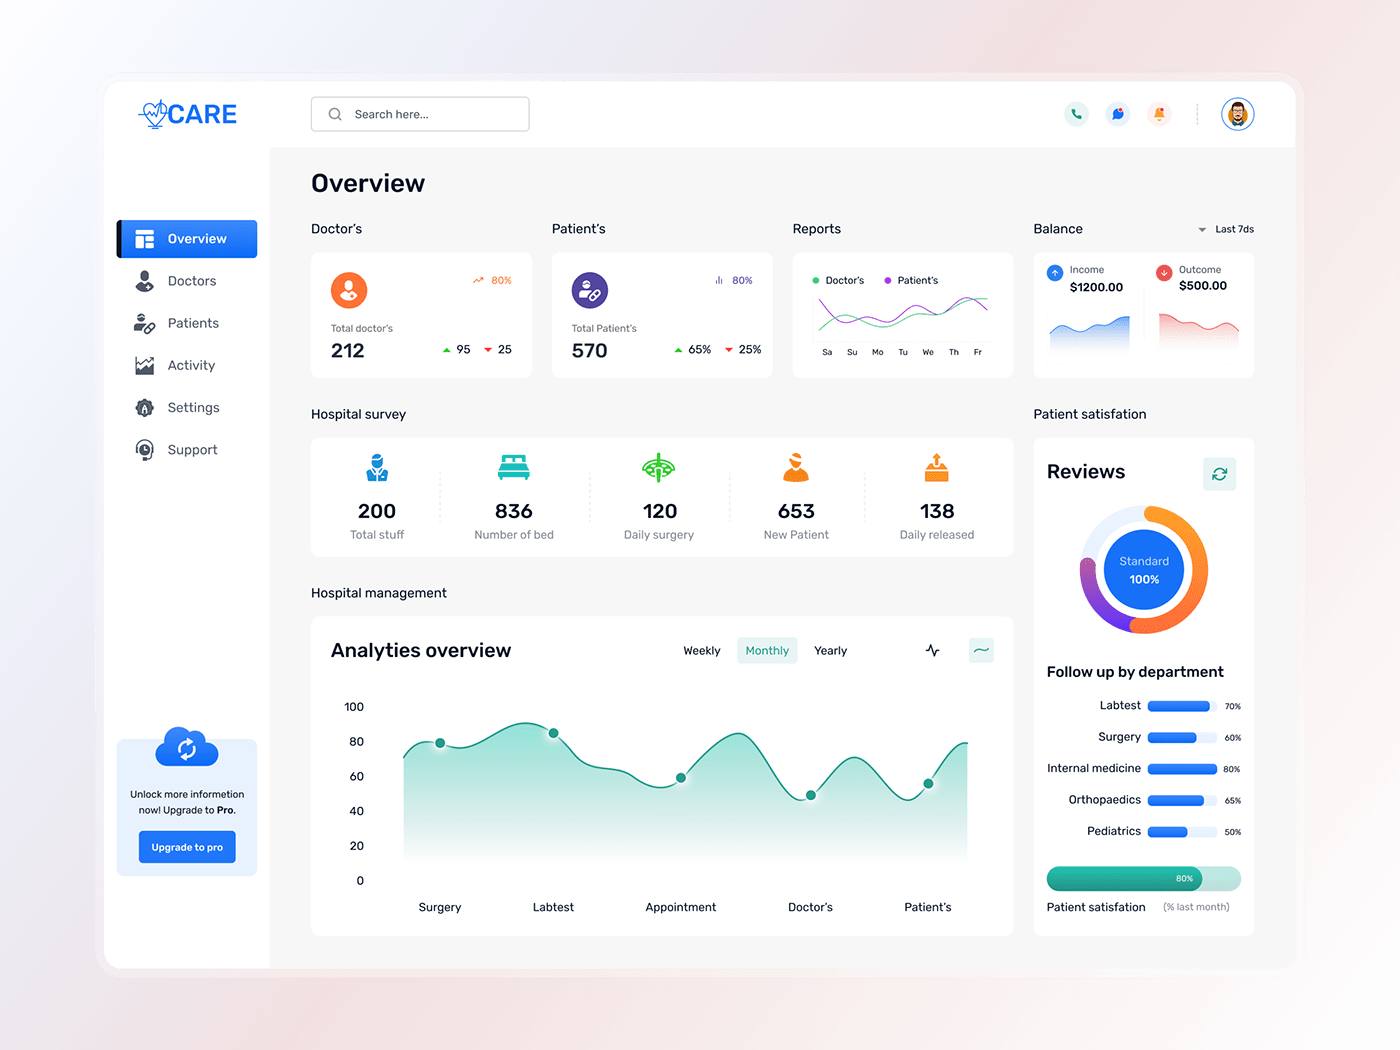 CARE
Search here...
Overview
Overview
Doctors
Patients
Activity
Settings
Support
Unlock more informetion
now! Upgrade to Pro.
Upgrade to pro
Doctor's
80%
Total doctor's
212
95
25
Patient's
80%
Total Patient's
570
65%
25%
Reports
Doctor's
Patient's
Sa Su Mo Tu We Th Fr
Balance
Last 7ds
Income
$1200.00
Outcome
$500.00
Hospital survey
200
Total stuff
836
Number of bed
120
Daily surgery
653
New Patient
138
Daily released
Hospital management
Analyties overview
Weekly
Monthly
Yearly
100
80
60
40
20
0
Surgery
Labtest
Appointment
Doctor's
Patient's
Patient satisfation
Reviews
Standard
100%
Follow up by department
Labtest 70%
Surgery 60%
Internal medicine 80%
Orthopaedics 65%
Pediatrics 50%
80%
Patient satisfation (% last month)